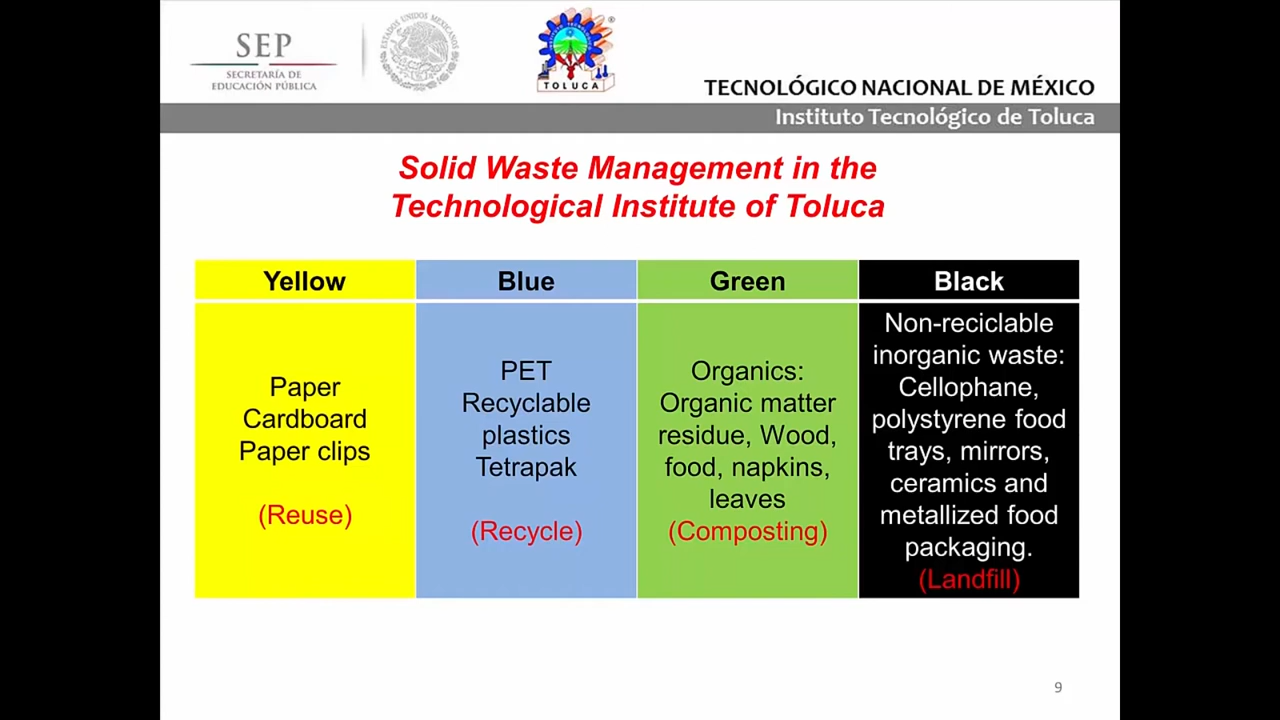 SEP
SECRETARÍA DE
EDUCACIÓN PÚBLICA
ESTADOS UNIDOS MEXICANOS
TOLUCA
®
TECNOLÓGICO NACIONAL DE MÉXICO
Instituto Tecnológico de Toluca
Solid Waste Management in the
Technological Institute of Toluca
Yellow
Paper
Cardboard
Paper clips
(Reuse)
Blue
PET
Recyclable
plastics
Tetrapak
(Recycle)
Green
Organics:
Organic matter
residue, Wood,
food, napkins,
leaves
(Composting)
Black
Non-reciclable
inorganic waste:
Cellophane,
polystyrene food
trays, mirrors,
ceramics and
metallized food
packaging.
(Landfill)
9